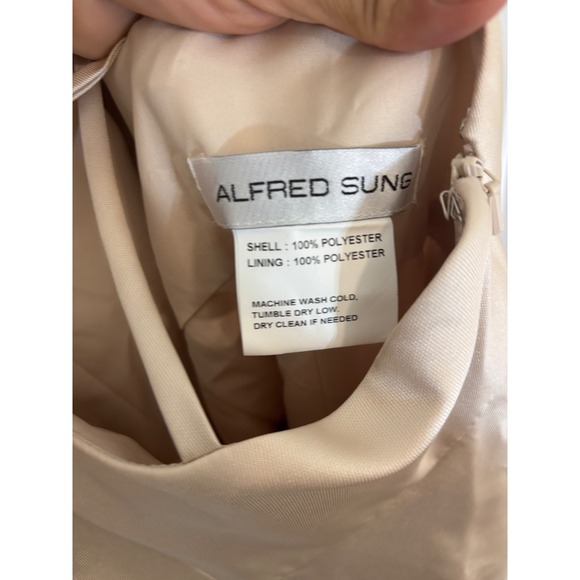 ALFRED SUNG
SHELL : 100% POLYESTER
LINING : 100% POLYESTER
MACHINE WASH COLD,
TUMBLE DRY LOW.
DRY CLEAN IF NEEDED